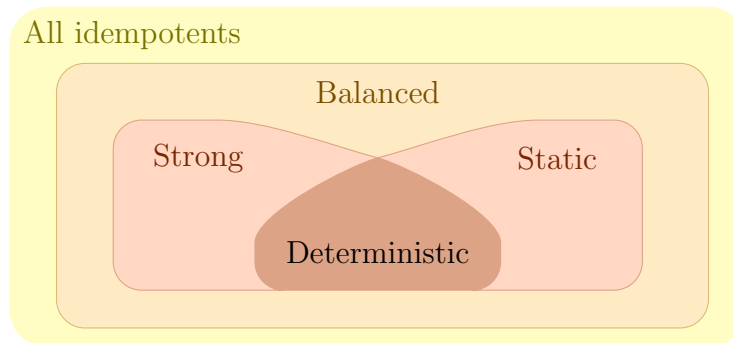 All idempotents
Balanced
Strong
Static
Deterministic